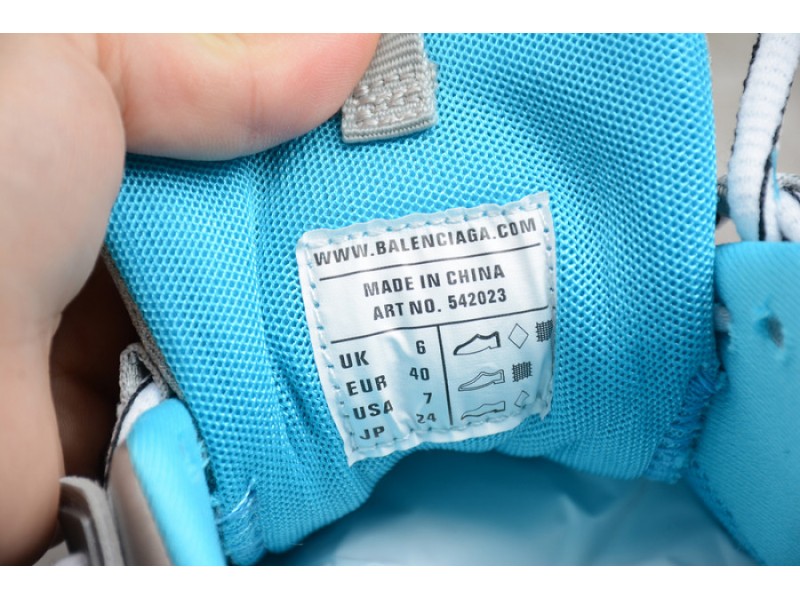 WWW.BALENCIAGA.COM
MADE IN CHINA
ART NO. 542023
UK 6
EUR 40
USA 7
JP 24